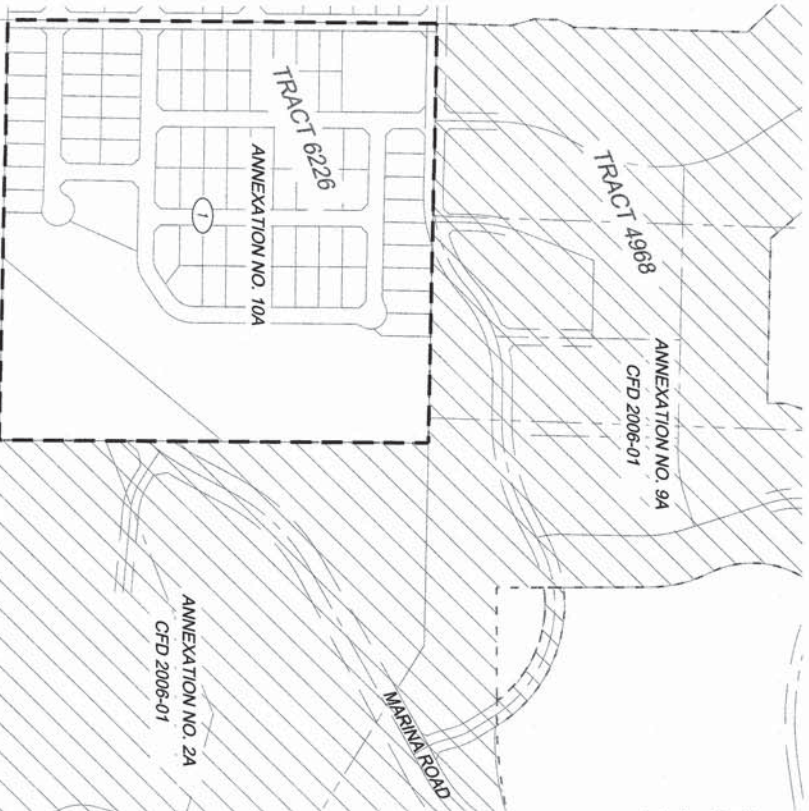 TRACT 6226
ANNEXATION NO. 10A
1
TRACT 4968
ANNEXATION NO. 9A
CFD 2006-01
ANNEXATION NO. 2A
CFD 2006-01
MARINA ROAD